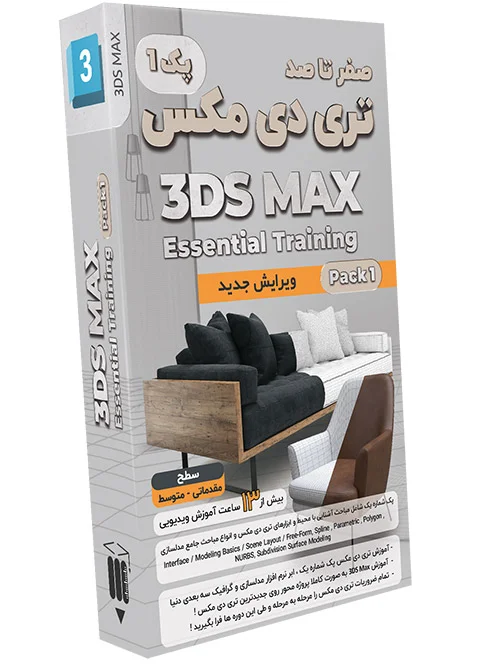 3
3DS MAX
Pack 1
3DS MAX
Essential Training
صفر تا صد
پک 1
تری دی مکس
3DS MAX
Essential Training
Pack 1
ویرایش جدید
سطح
مقدماتی - متوسط
بیش از ۱۳ ساعت آموزش ویدیویی
پک شماره یک شامل مباحث آشنایی با محیط و ابزارهای تری دی مکس و انواع مباحث جامع مدلسازی
Interface / Modeling Basics / Scene Layout / Free-Form, Spline , Parametric , Polygon ,
NURBS, Subdivision Surface Modeling
- آموزش تری دی مکس پک شماره یک ، ابر نرم افزار مدلسازی و گرافیک سه بعدی دنیا
- آموزش 3DS Max به صورت کاملا پروژه محور روی جدیدترین تری دی مکس !
- تمام ضروریات تری دی مکس را مرحله به مرحله و طی این دوره ها فرا بگیرید !